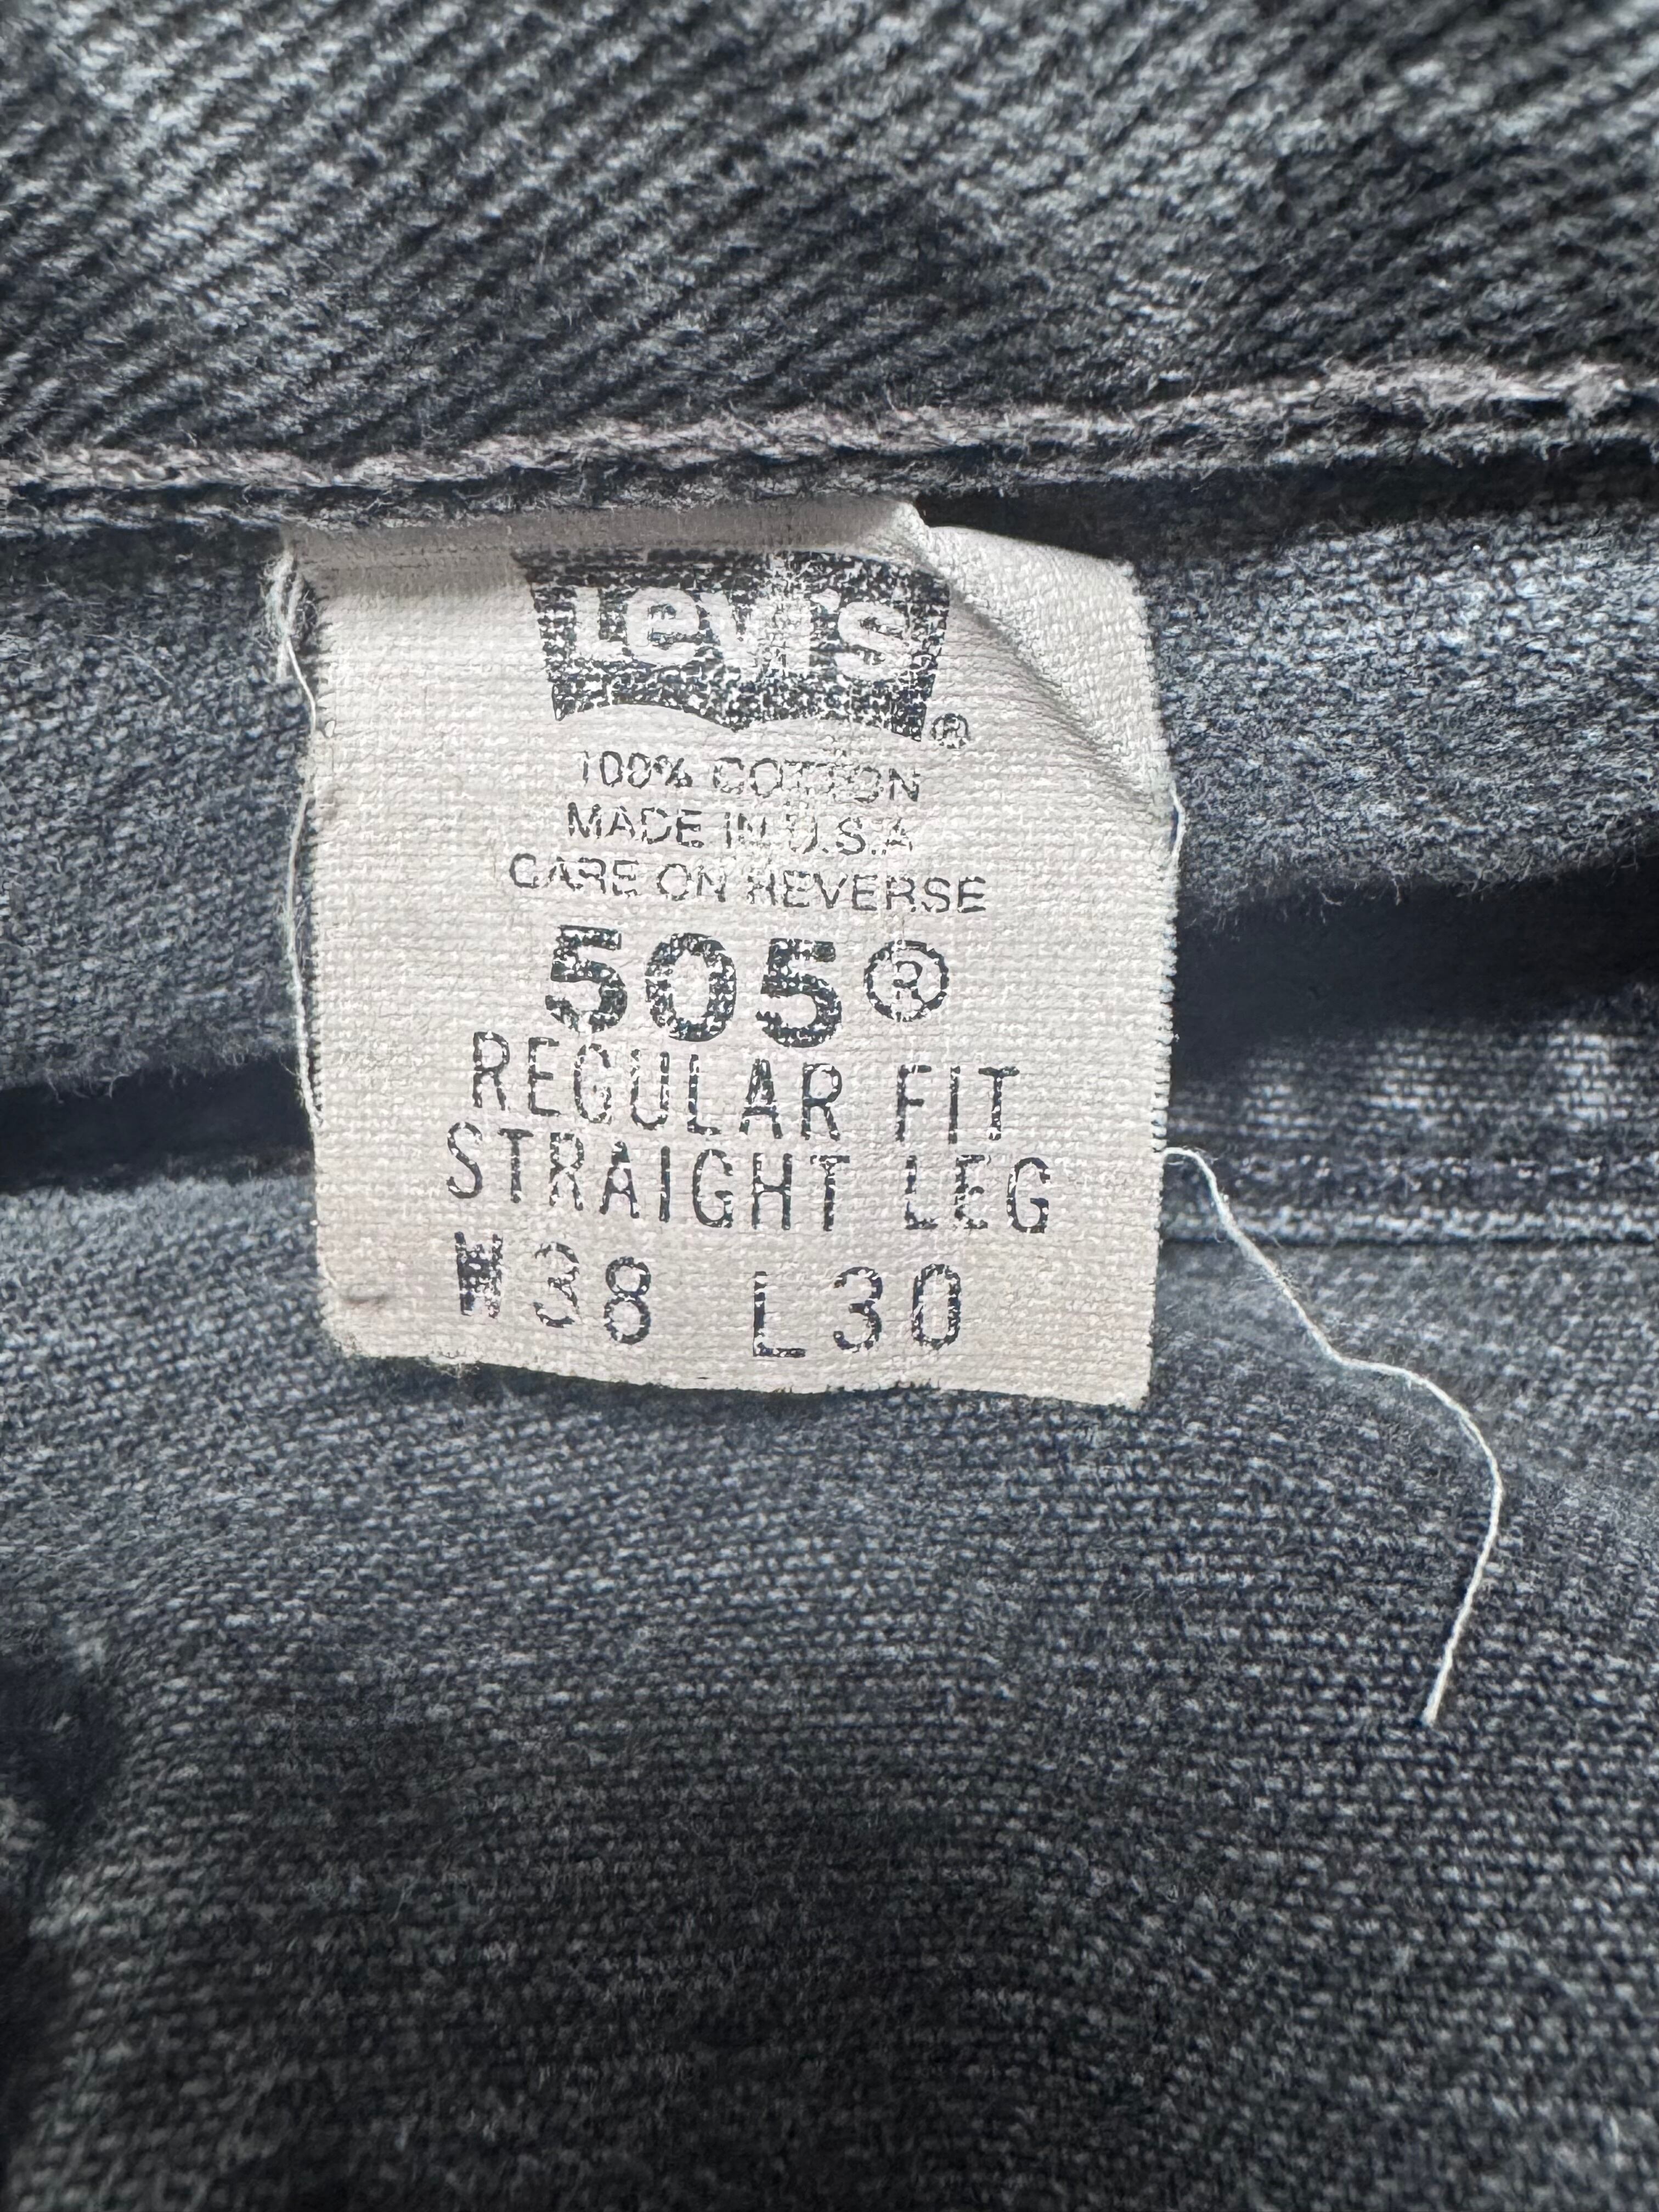 Levi's
®
100% COTTON
MADE IN U.S.A
CARE ON REVERSE
505®
REGULAR FIT
STRAIGHT LEG
W38 L30